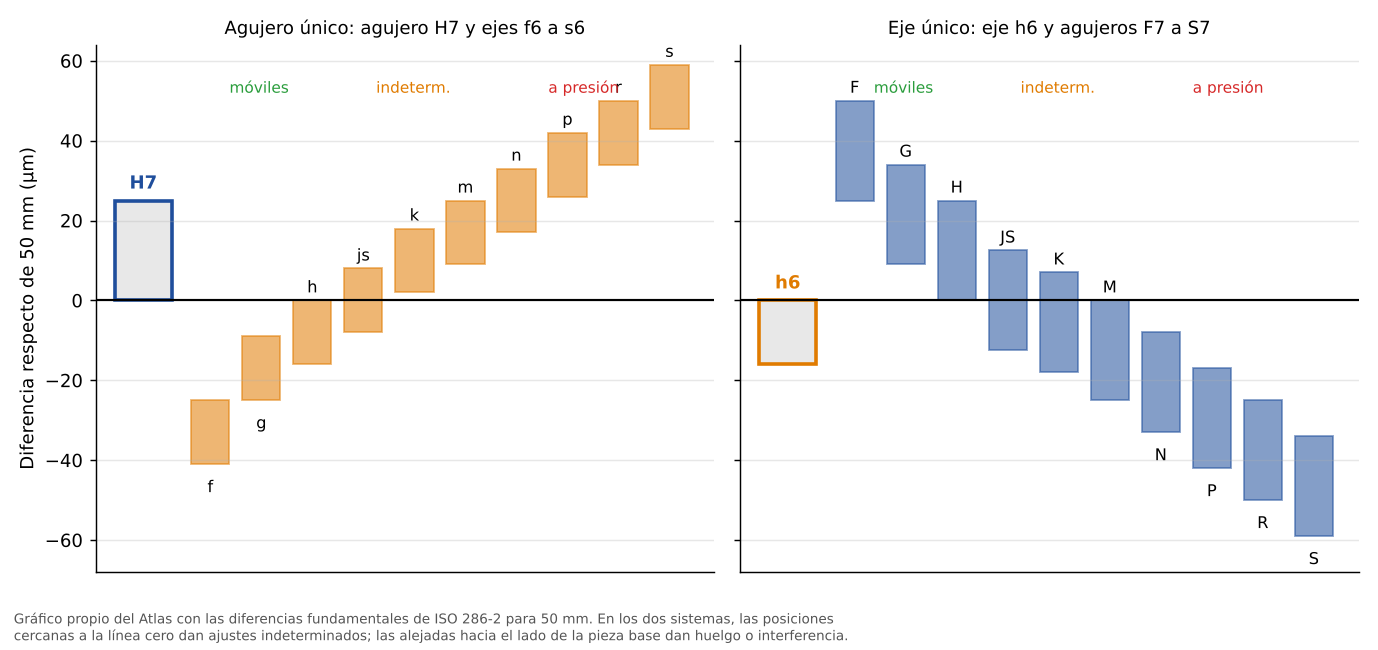 Agujero único: agujero H7 y ejes f6 a s6
Eje único: eje h6 y agujeros F7 a S7
Diferencia respecto de 50 mm (µm)
60
40
20
0
−20
−40
−60
móviles
indeterm.
a presión
H7
f
g
h
js
k
m
n
p
r
s
móviles
indeterm.
a presión
h6
F
G
H
JS
K
M
N
P
R
S
Gráfico propio del Atlas con las diferencias fundamentales de ISO 286-2 para 50 mm. En los dos sistemas, las posiciones
cercanas a la línea cero dan ajustes indeterminados; las alejadas hacia el lado de la pieza base dan huelgo o interferencia.